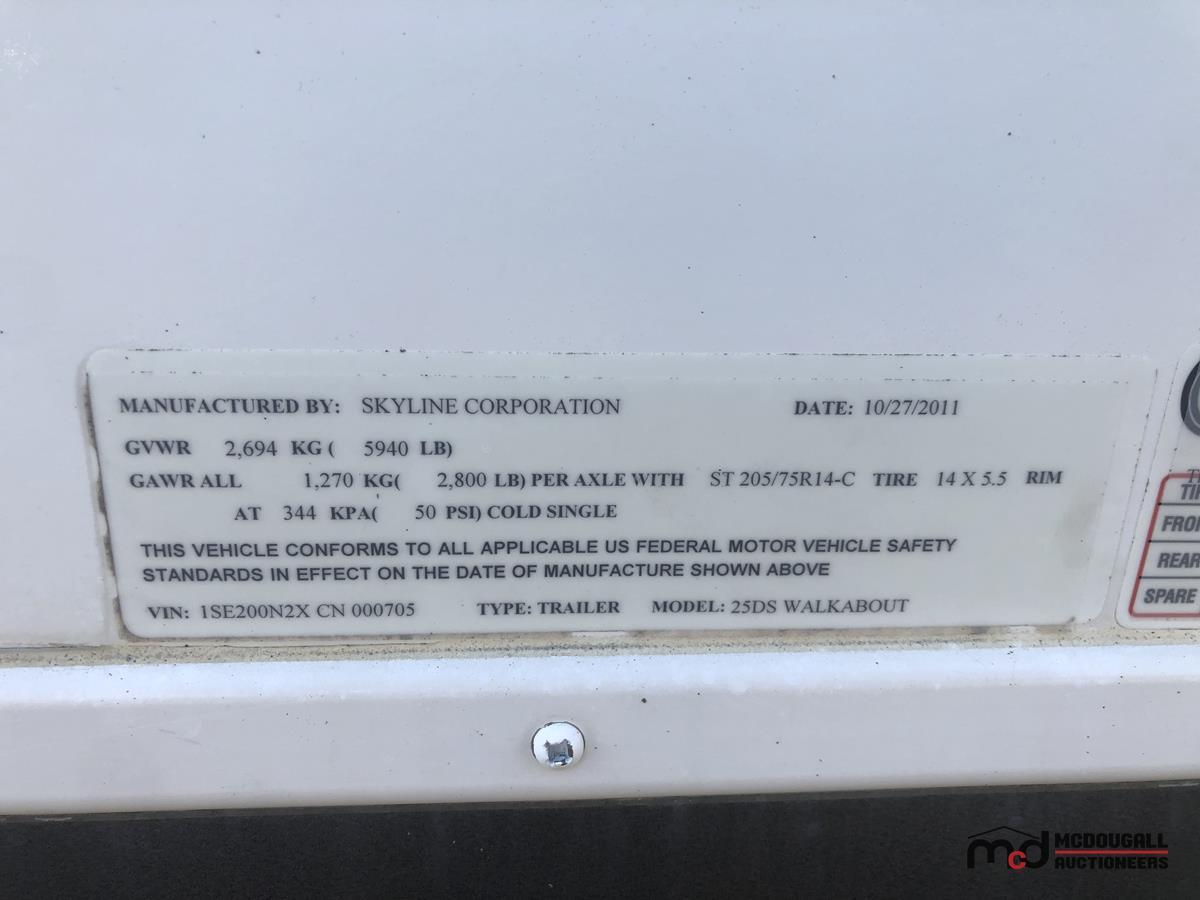 MANUFACTURED BY: SKYLINE CORPORATION DATE: 10/27/2011
GVWR 2,694 KG ( 5940 LB)
GAWR ALL 1,270 KG( 2,800 LB) PER AXLE WITH ST 205/75R14-C TIRE 14 X 5.5 RIM
AT 344 KPA( 50 PSI) COLD SINGLE
THIS VEHICLE CONFORMS TO ALL APPLICABLE US FEDERAL MOTOR VEHICLE SAFETY
STANDARDS IN EFFECT ON THE DATE OF MANUFACTURE SHOWN ABOVE
VIN: 1SE200N2X CN 000705 TYPE: TRAILER MODEL: 25DS WALKABOUT
REAR
SPARE
mcd MCDOUGALL
AUCTIONEERS